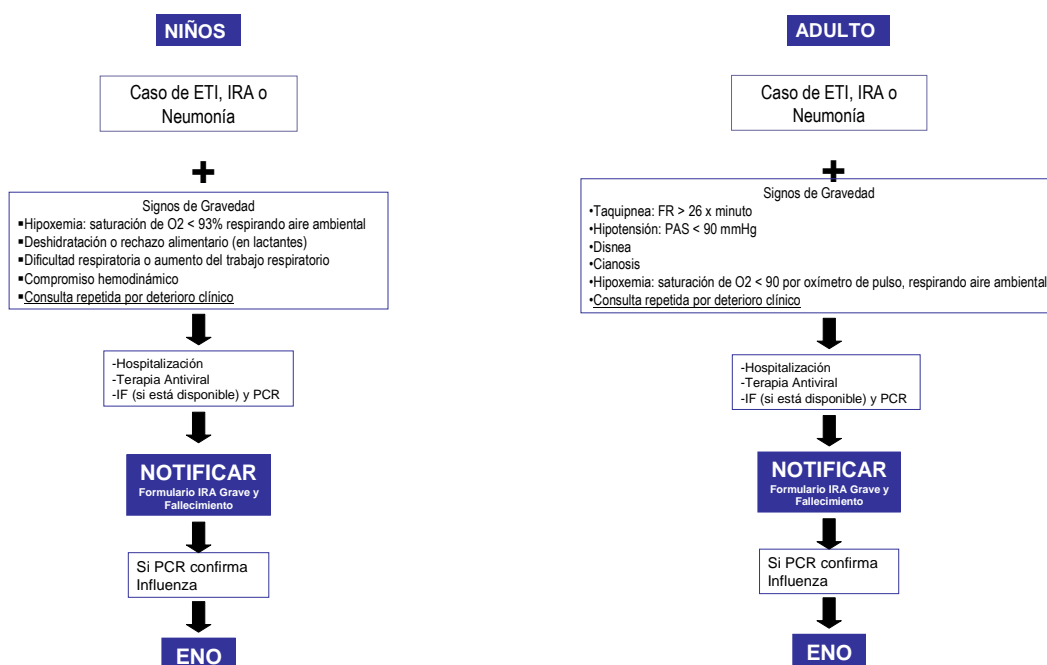 NIÑOS
Caso de ETI, IRA o
Neumonía
+
Signos de Gravedad
▪Hipoxemia: saturación de O2 < 93% respirando aire ambiental
▪Deshidratación o rechazo alimentario (en lactantes)
▪Dificultad respiratoria o aumento del trabajo respiratorio
▪Compromiso hemodinámico
▪Consulta repetida por deterioro clínico
-Hospitalización
-Terapia Antiviral
-IF (si está disponible) y PCR
NOTIFICAR
Formulario IRA Grave y
Fallecimiento
Si PCR confirma
Influenza
ENO
ADULTO
Caso de ETI, IRA o
Neumonía
+
Signos de Gravedad
•Taquipnea: FR > 26 x minuto
•Hipotensión: PAS < 90 mmHg
•Disnea
•Cianosis
•Hipoxemia: saturación de O2 < 90 por oxímetro de pulso, respirando aire ambiental
•Consulta repetida por deterioro clínico
-Hospitalización
-Terapia Antiviral
-IF (si está disponible) y PCR
NOTIFICAR
Formulario IRA Grave y
Fallecimiento
Si PCR confirma
Influenza
ENO